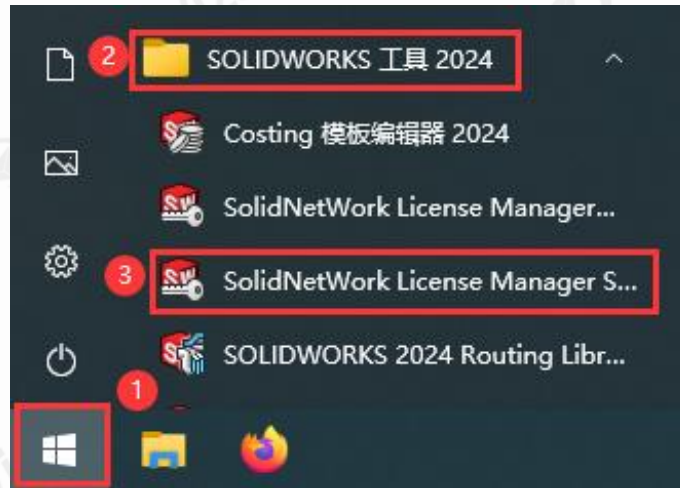 2
SOLIDWORKS 工具 2024
Costing 模板编辑器 2024
SolidNetWork License Manager...
3
SolidNetWork License Manager S...
SOLIDWORKS 2024 Routing Libr...
1